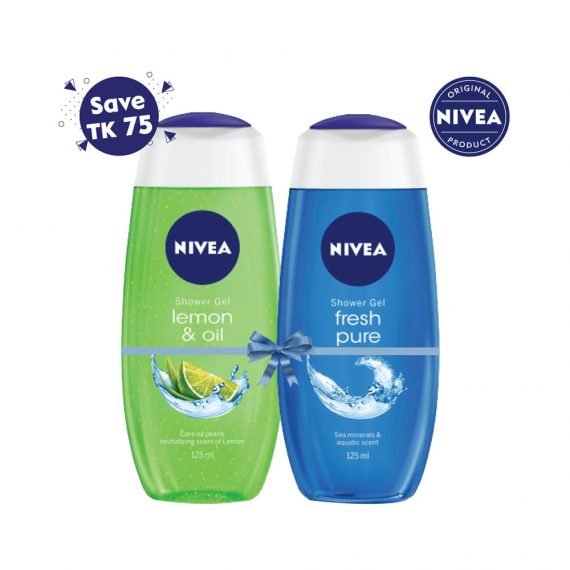 Save
TK 75
ORIGINAL
NIVEA
PRODUCT
NIVEA
Shower Gel
lemon
& oil
Care oil pearls
revitalizing scent of Lemon
125 ml
NIVEA
Shower Gel
fresh
pure
Sea minerals &
aquatic scent
125 ml